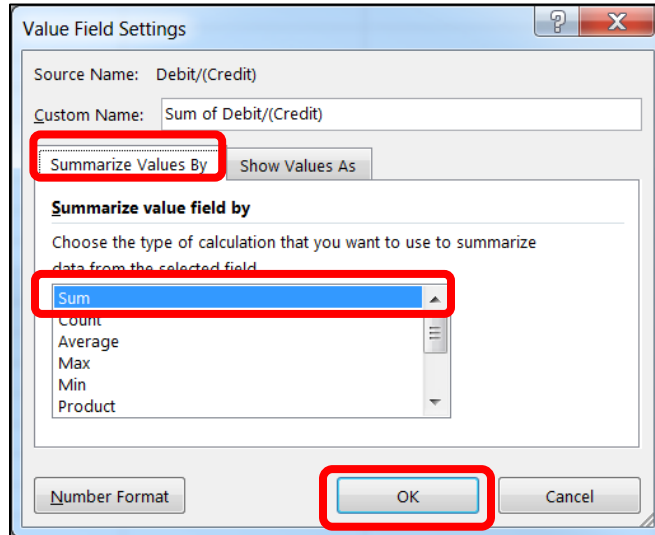 Value Field Settings
Source Name: Debit/(Credit)
Custom Name: Sum of Debit/(Credit)
Summarize Values By Show Values As
Summarize value field by
Choose the type of calculation that you want to use to summarize
data from the selected field
Sum
Count
Average
Max
Min
Product
Number Format OK Cancel